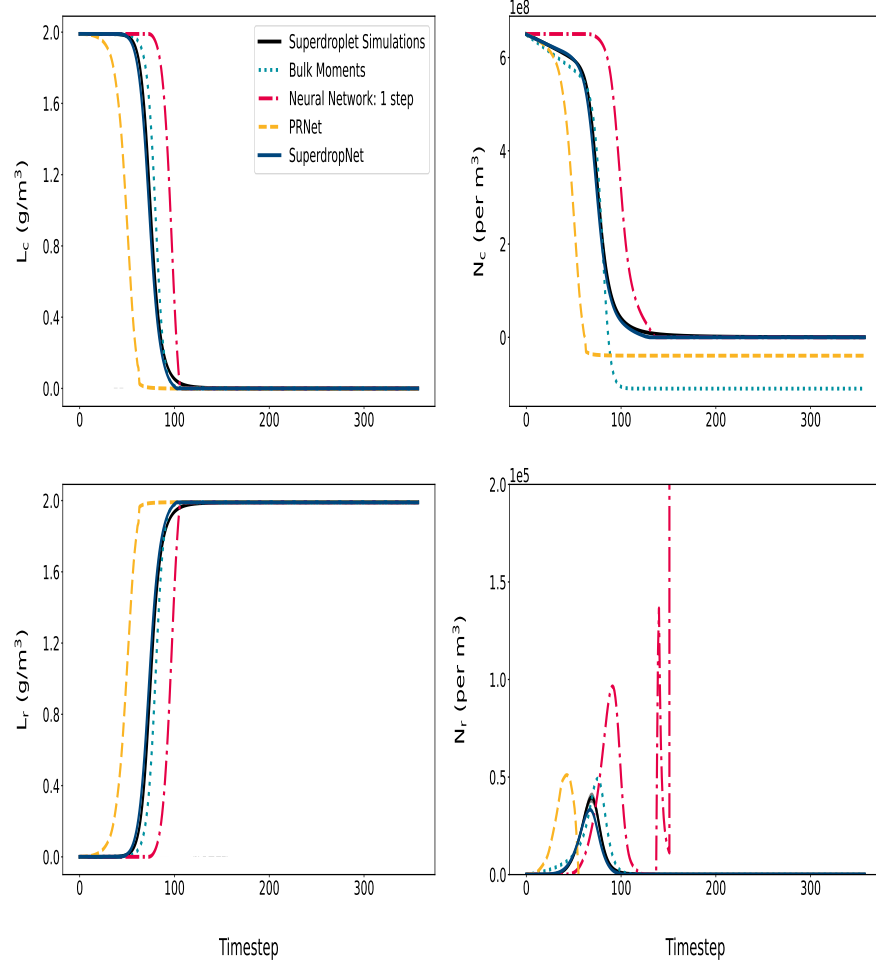 2.0
1.6
1.2
0.8
0.4
0.0
L_c (g/m³)
0
100
200
300
Superdroplet Simulations
Bulk Moments
Neural Network: 1 step
PRNet
SuperdropNet
1e8
6
4
2
0
N_c (per m³)
0
100
200
300
2.0
1.6
1.2
0.8
0.4
0.0
L_r (g/m³)
0
100
200
300
Timestep
1e5
2.0
1.5
1.0
0.5
0.0
N_r (per m³)
0
100
200
300
Timestep